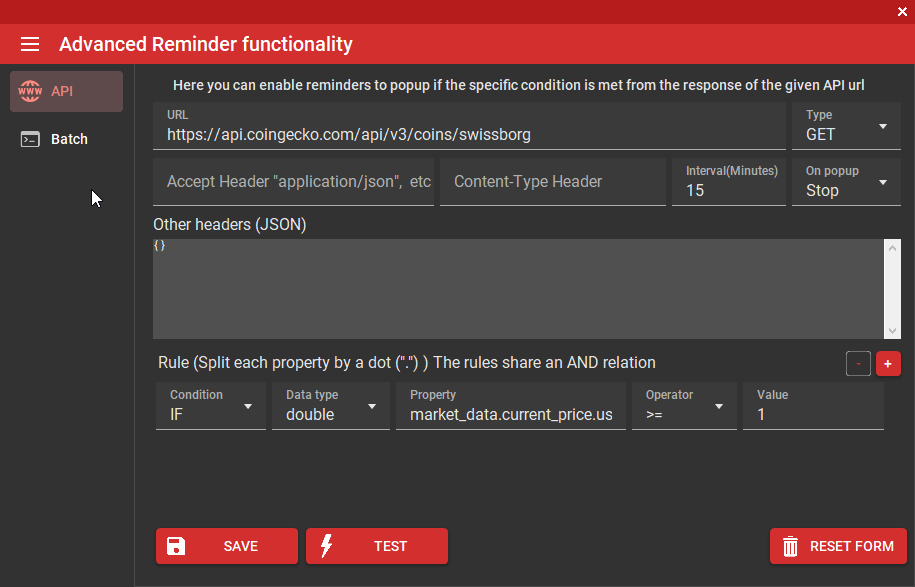 Advanced Reminder functionality
API
Batch
Here you can enable reminders to popup if the specific condition is met from the response of the given API url
URL
https://api.coingecko.com/api/v3/coins/swissborg
Type
GET
Accept Header "application/json", etc
Content-Type Header
Interval(Minutes)
15
On popup
Stop
Other headers (JSON)
{}
Rule (Split each property by a dot (".") ) The rules share an AND relation
-
+
Condition
IF
Data type
double
Property
market_data.current_price.us
Operator
>=
Value
1
SAVE
TEST
RESET FORM